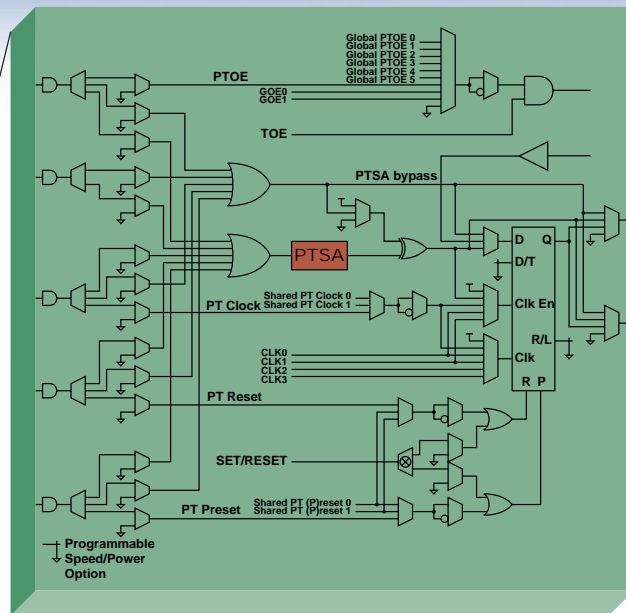 Global PTOE 0
Global PTOE 1
Global PTOE 2
Global PTOE 3
Global PTOE 4
Global PTOE 5
PTOE
GOE0
GOE1
TOE
PTSA bypass
PTSA
D
Q
D/T
Shared PT Clock 0
Shared PT Clock 1
PT Clock
Clk En
R/L
CLK0
CLK1
CLK2
CLK3
Clk
R P
PT Reset
SET/RESET
Shared PT (P)reset 0
Shared PT (P)reset 1
PT Preset
Programmable
Speed/Power
Option